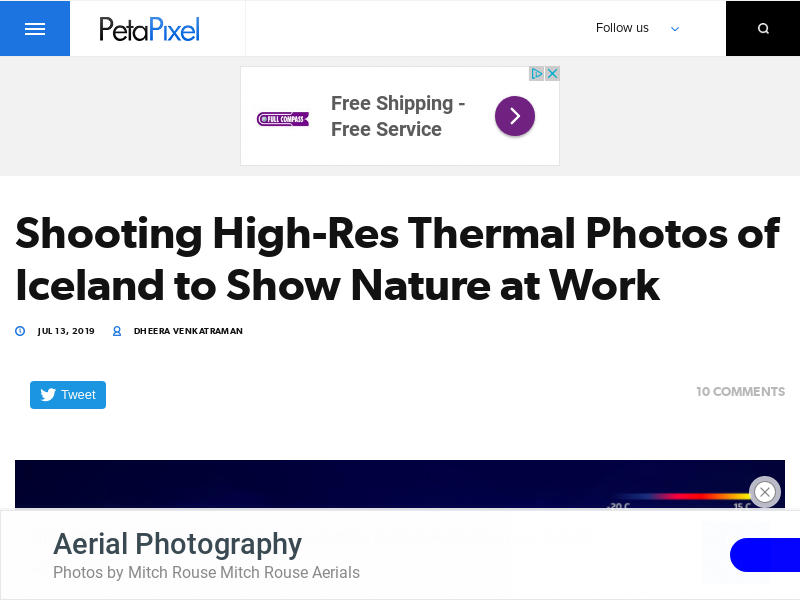 PetaPixel
Follow us
FULL COMPASS
Free Shipping -
Free Service
Shooting High-Res Thermal Photos of
Iceland to Show Nature at Work
JUL 13, 2019 DHEERA VENKATRAMAN
Tweet
10 COMMENTS
-20 C 15 C
Aerial Photography
Photos by Mitch Rouse Mitch Rouse Aerials